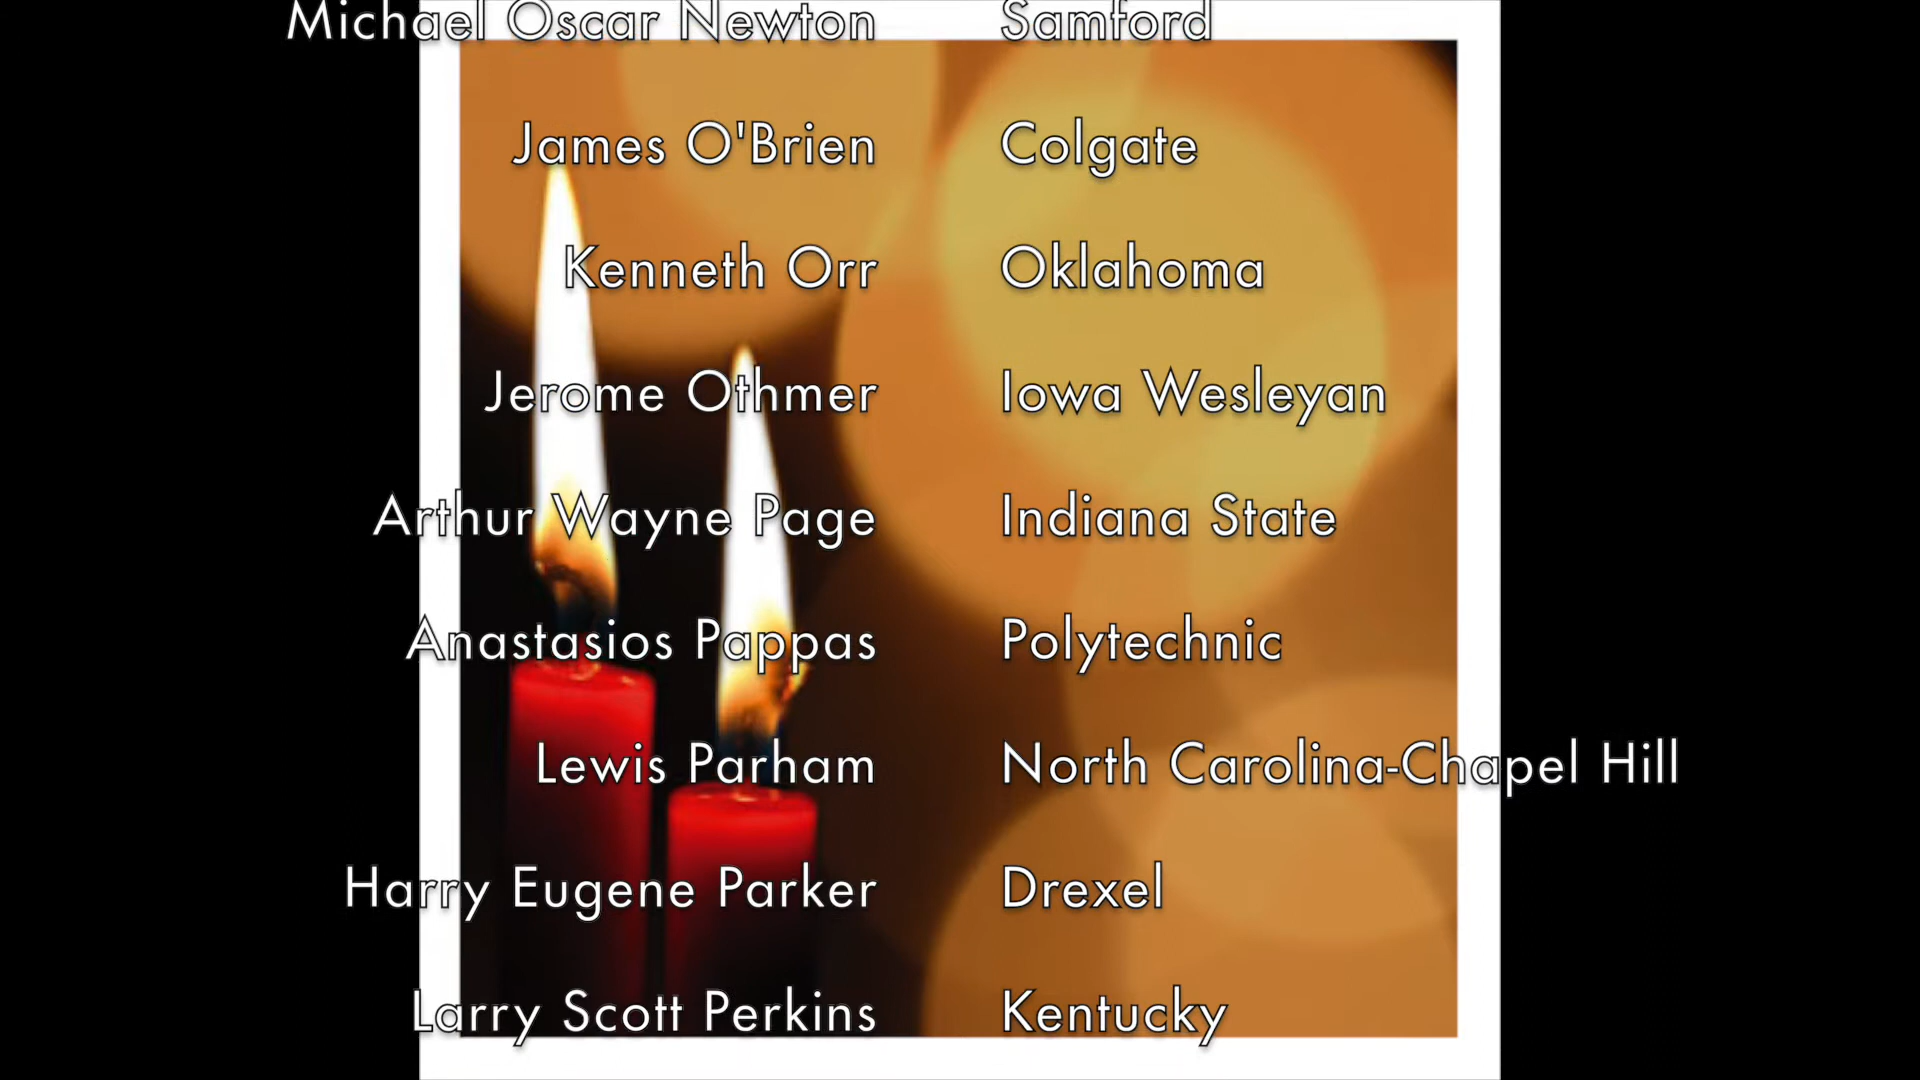 Michael Oscar Newton Samford
James O'Brien Colgate
Kenneth Orr Oklahoma
Jerome Othmer Iowa Wesleyan
Arthur Wayne Page Indiana State
Anastasios Pappas Polytechnic
Lewis Parham North Carolina-Chapel Hill
Harry Eugene Parker Drexel
Larry Scott Perkins Kentucky